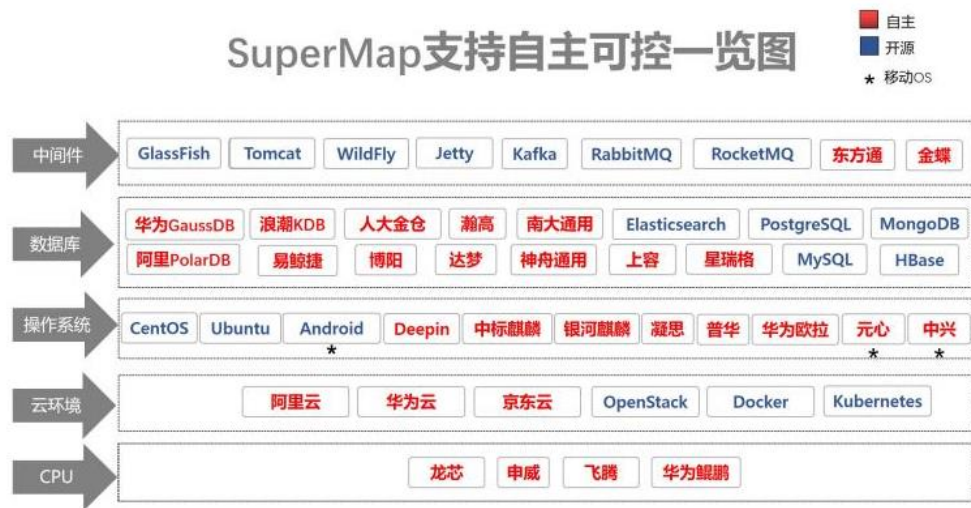 自主
开源
* 移动OS
SuperMap支持自主可控一览图
中间件
GlassFish Tomcat WildFly Jetty Kafka RabbitMQ RocketMQ 东方通 金蝶
数据库
华为GaussDB 浪潮KDB 人大金仓 瀚高 南大通用 Elasticsearch PostgreSQL MongoDB
阿里PolarDB 易鲸捷 博阳 达梦 神舟通用 上容 星瑞格 MySQL HBase
操作系统
CentOS Ubuntu Android Deepin 中标麒麟 银河麒麟 凝思 普华 华为欧拉 元心 中兴
* * *
云环境
阿里云 华为云 京东云 OpenStack Docker Kubernetes
CPU
龙芯 申威 飞腾 华为鲲鹏